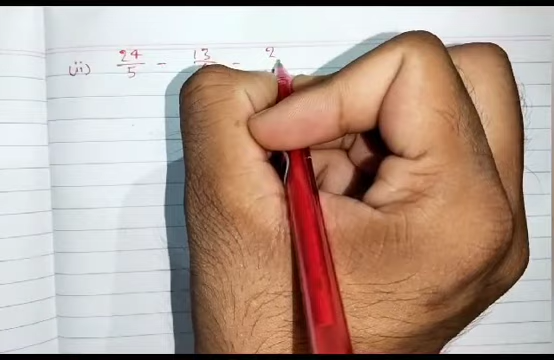 (ii) 24/5 - 13 - 2